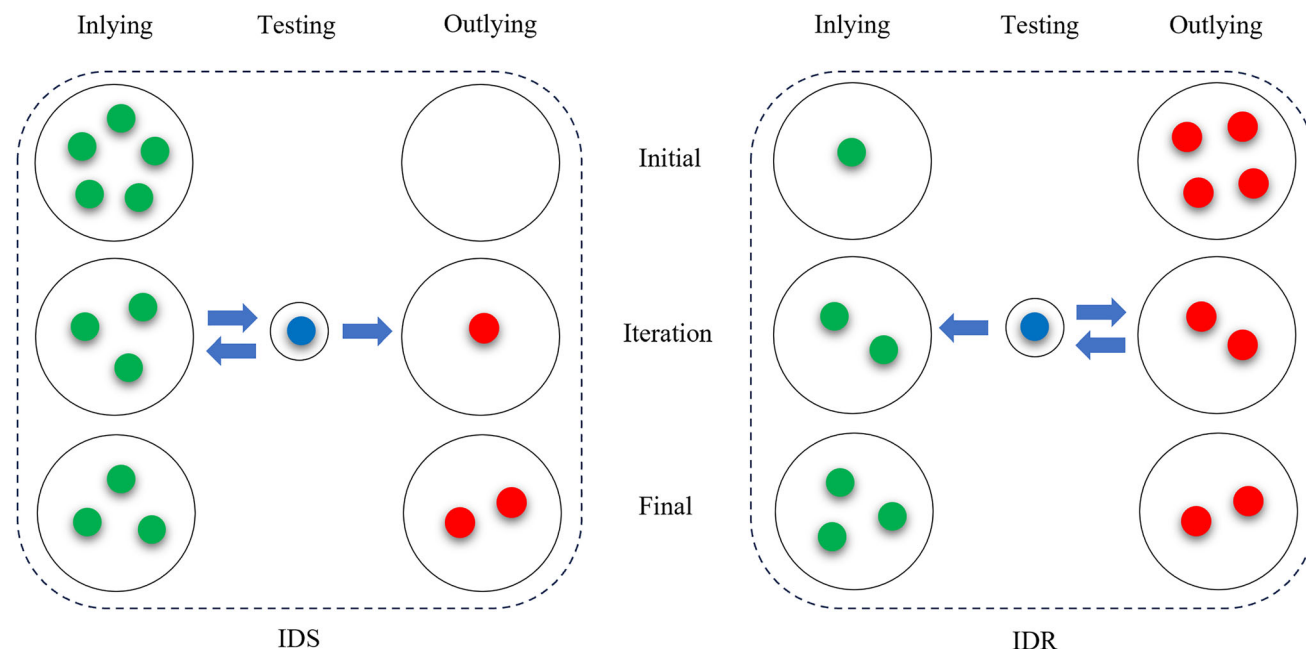 Inlying Testing Outlying Inlying Testing Outlying
Initial
Iteration
Final
IDS IDR